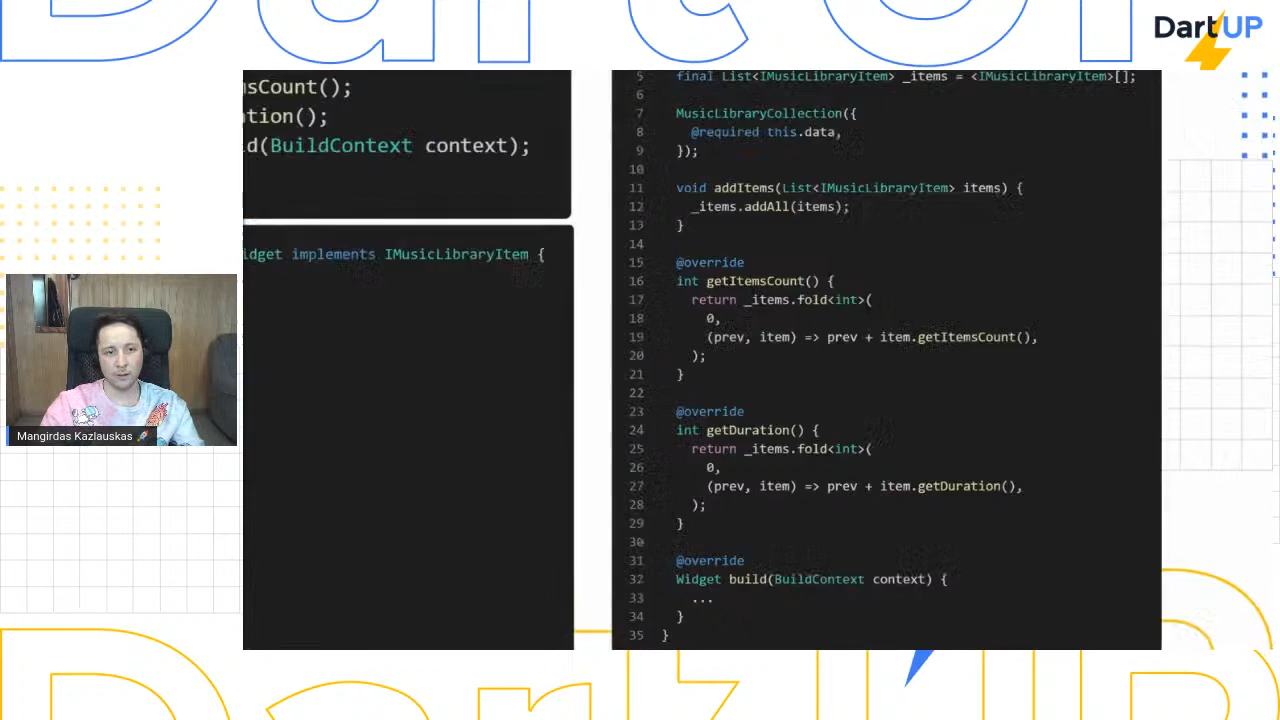 DartUP
sCount();
tion();
d(BuildContext context);
idget implements IMusicLibraryItem {
5 final List<IMusicLibraryItem> _items = <IMusicLibraryItem>[];
6
7 MusicLibraryCollection({
8 @required this.data,
9 });
10
11 void addItems(List<IMusicLibraryItem> items) {
12 _items.addAll(items);
13 }
14
15 @override
16 int getItemsCount() {
17 return _items.fold<int>(
18 0,
19 (prev, item) => prev + item.getItemsCount(),
20 );
21 }
22
23 @override
24 int getDuration() {
25 return _items.fold<int>(
26 0,
27 (prev, item) => prev + item.getDuration(),
28 );
29 }
30
31 @override
32 Widget build(BuildContext context) {
33 ...
34 }
35 }
Mangirdas Kazlauskas 🚀